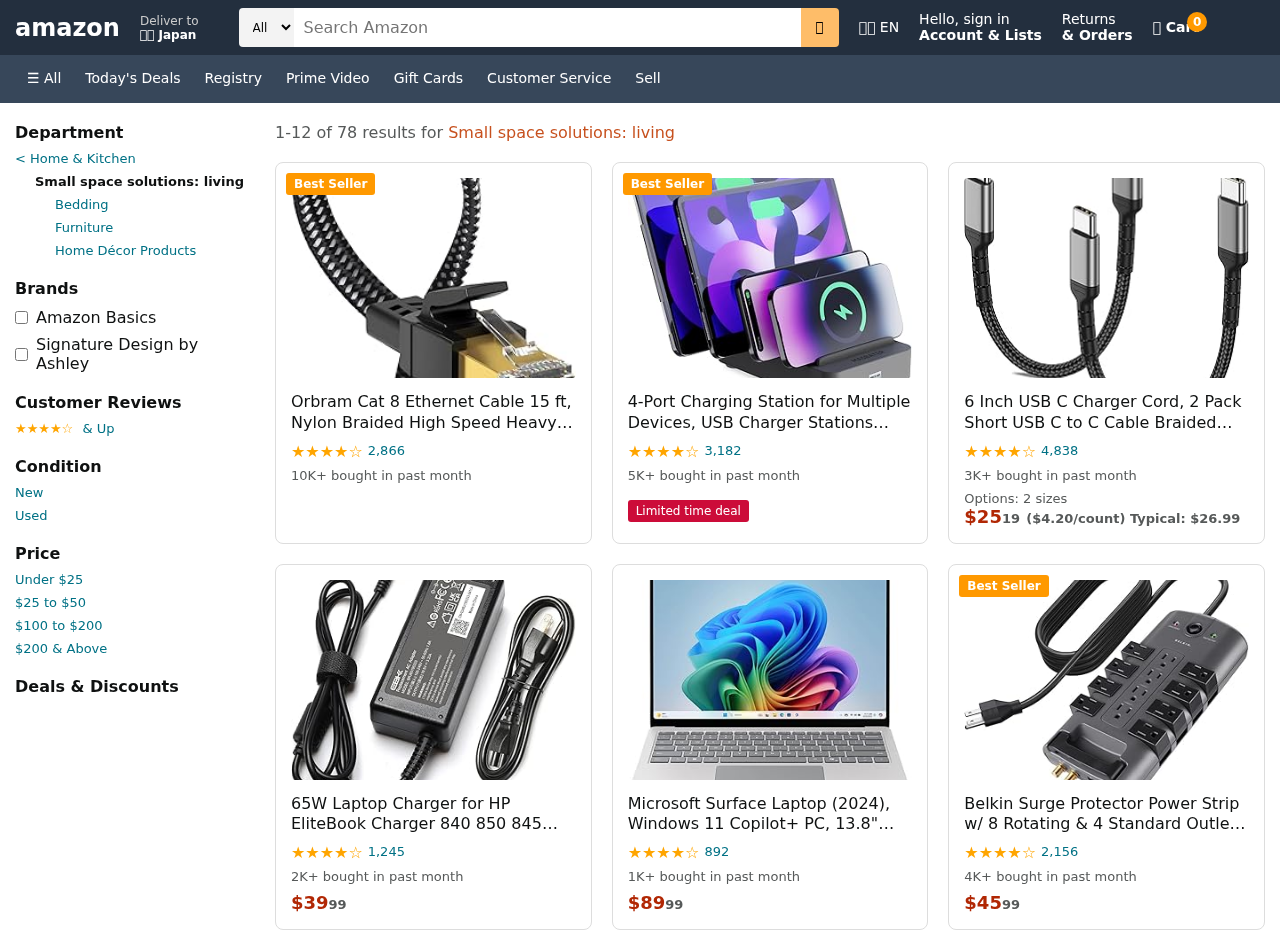 amazon
Deliver to
Japan
All
Search Amazon
EN
Hello, sign in
Account & Lists
Returns
& Orders
0
☰ All
Today's Deals
Registry
Prime Video
Gift Cards
Customer Service
Sell
Department
< Home & Kitchen
Small space solutions: living
Bedding
Furniture
Home Décor Products
Brands
Amazon Basics
Signature Design by
Ashley
Customer Reviews
★★★★☆ & Up
Condition
New
Used
Price
Under $25
$25 to $50
$100 to $200
$200 & Above
Deals & Discounts
1-12 of 78 results for Small space solutions: living
Best Seller
Orbram Cat 8 Ethernet Cable 15 ft,
Nylon Braided High Speed Heavy…
★★★★☆ 2,866
10K+ bought in past month
Best Seller
4-Port Charging Station for Multiple
Devices, USB Charger Stations…
★★★★☆ 3,182
5K+ bought in past month
Limited time deal
6 Inch USB C Charger Cord, 2 Pack
Short USB C to C Cable Braided…
★★★★☆ 4,838
3K+ bought in past month
Options: 2 sizes
$2519 ($4.20/count) Typical: $26.99
65W Laptop Charger for HP
EliteBook Charger 840 850 845…
★★★★☆ 1,245
2K+ bought in past month
$3999
Microsoft Surface Laptop (2024),
Windows 11 Copilot+ PC, 13.8"…
★★★★☆ 892
1K+ bought in past month
$8999
Best Seller
Belkin Surge Protector Power Strip
w/ 8 Rotating & 4 Standard Outle…
★★★★☆ 2,156
4K+ bought in past month
$4599